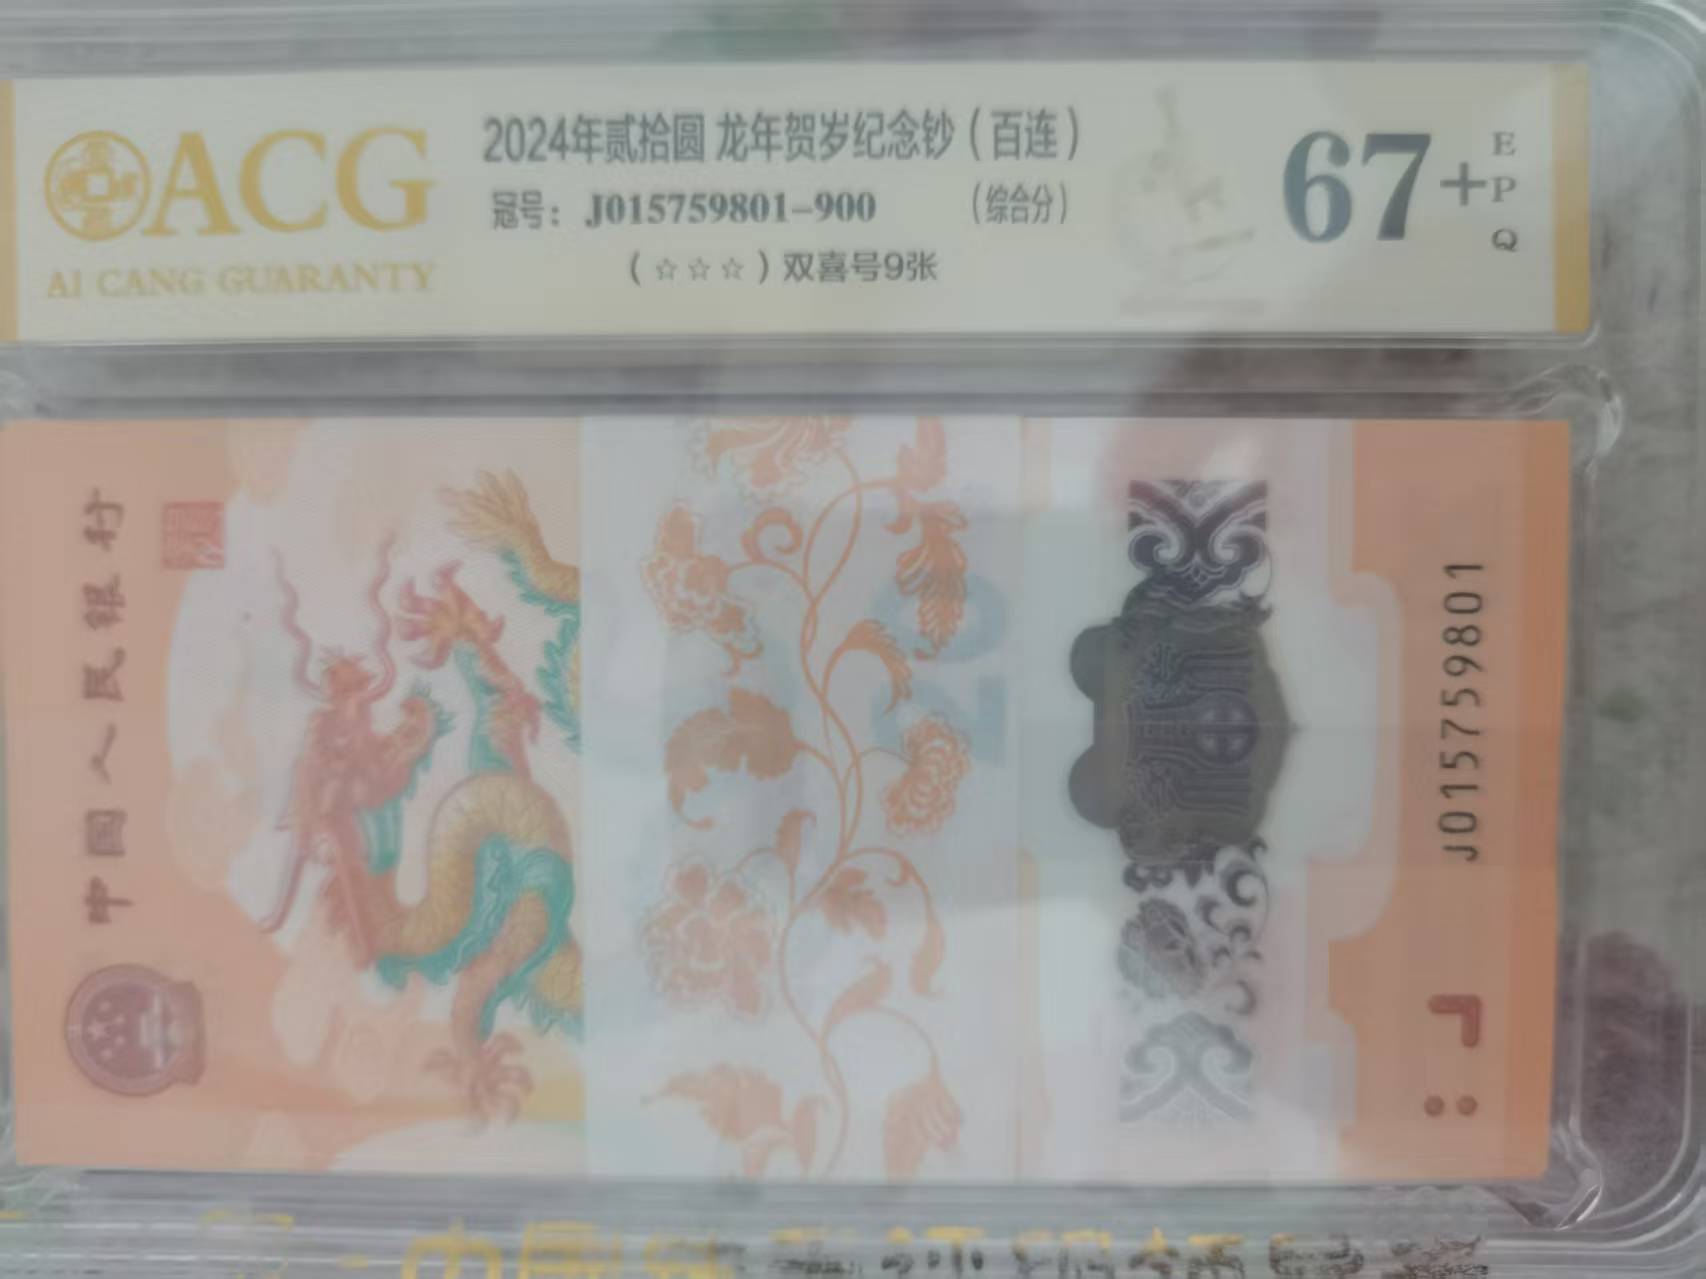 ACG
AI CANG GUARANTY
2024年贰拾圆 龙年贺岁纪念钞（百连）
冠号：J015759801-900 （综合分）
（☆☆☆）双喜号9张
67+
EPQ
中国人民银行
20
J015759801